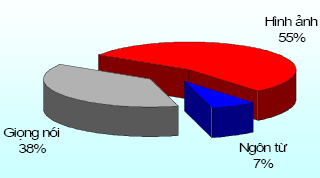 Hình ảnh
55%
Giọng nói
38%
Ngôn từ
7%